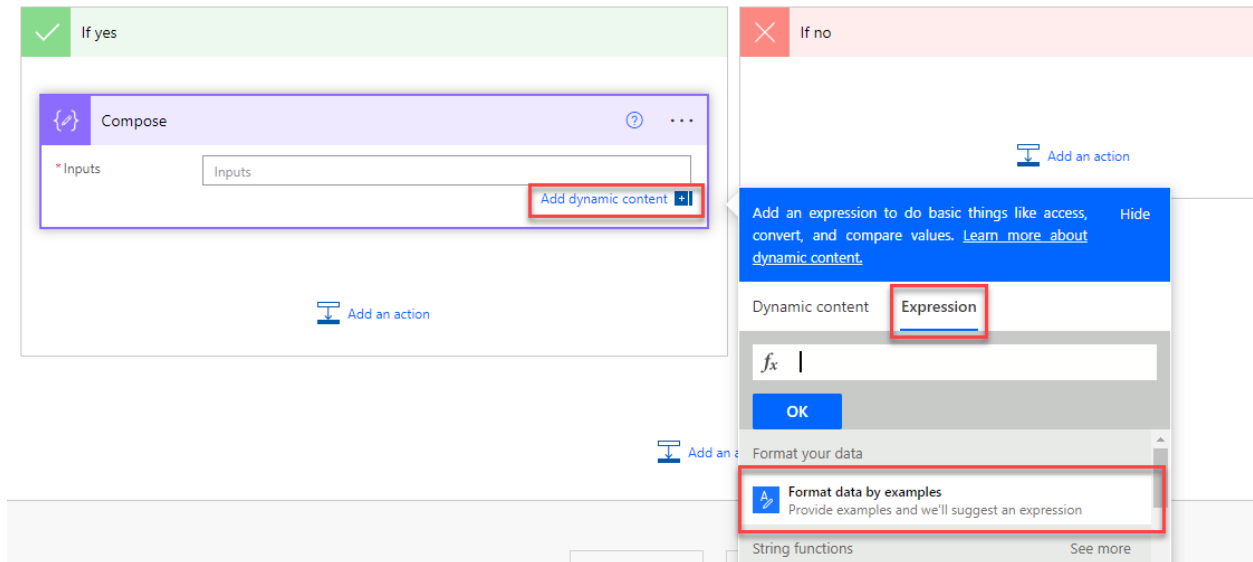 If yes
If no
Compose
*Inputs
Inputs
Add dynamic content
Add an action
Add an action
Add an
Add an expression to do basic things like access,
convert, and compare values. Learn more about
dynamic content.
Hide
Dynamic content
Expression
fx
OK
Format your data
Format data by examples
Provide examples and we'll suggest an expression
String functions
See more